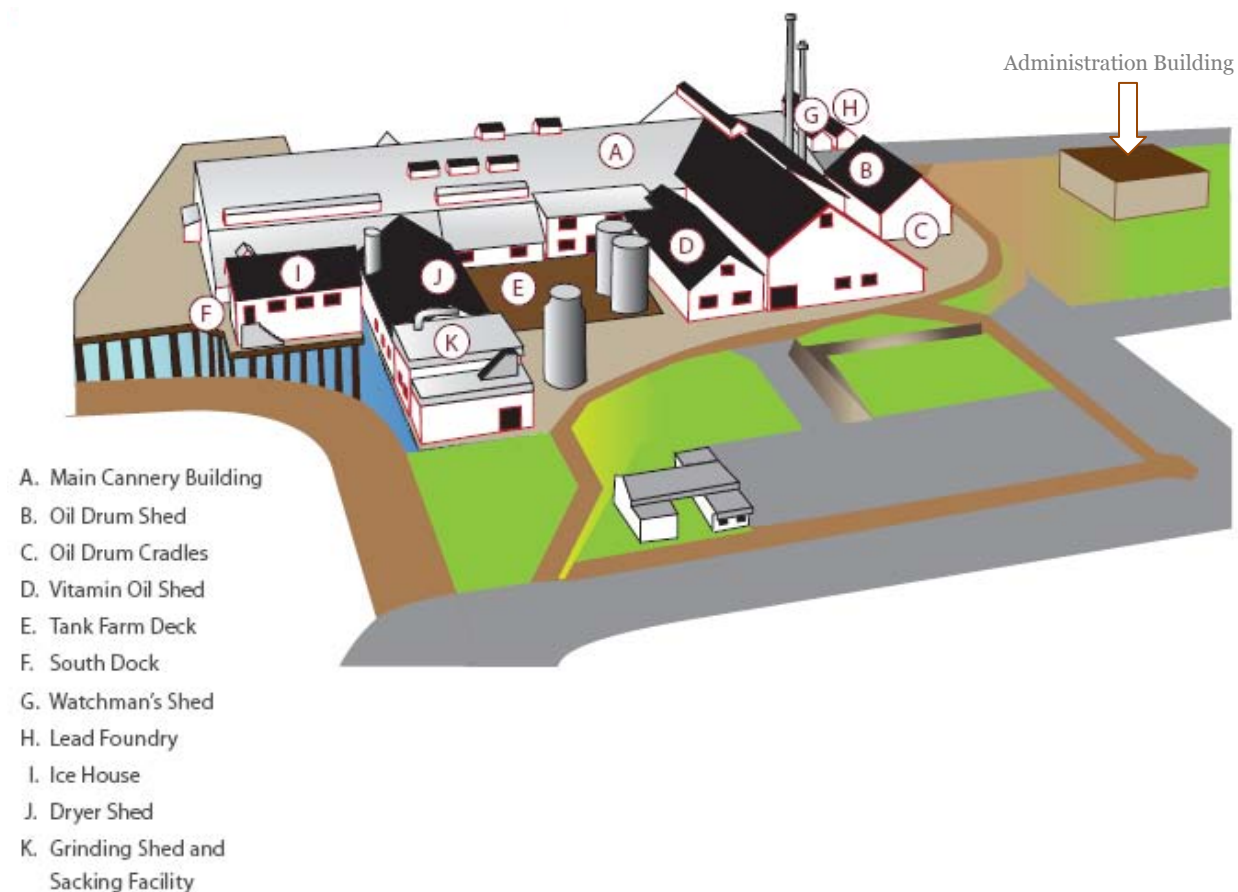 Administration Building
G
H
A
B
C
D
I
J
E
F
K
A. Main Cannery Building
B. Oil Drum Shed
C. Oil Drum Cradles
D. Vitamin Oil Shed
E. Tank Farm Deck
F. South Dock
G. Watchman's Shed
H. Lead Foundry
I. Ice House
J. Dryer Shed
K. Grinding Shed and
Sacking Facility